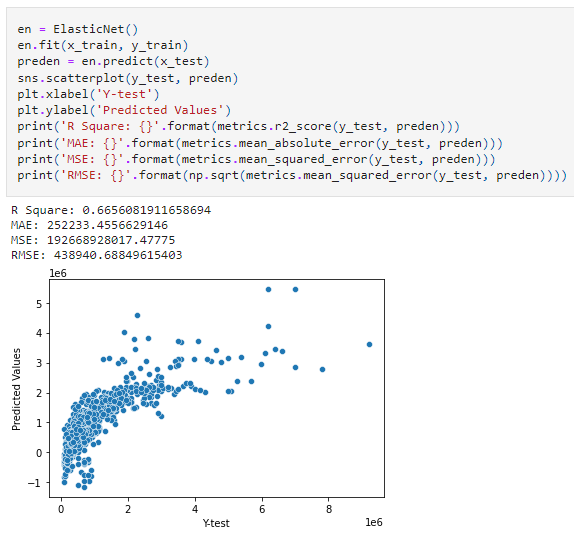 en = ElasticNet()
en.fit(x_train, y_train)
preden = en.predict(x_test)
sns.scatterplot(y_test, preden)
plt.xlabel('Y-test')
plt.ylabel('Predicted Values')
print('R Square: {}'.format(metrics.r2_score(y_test, preden)))
print('MAE: {}'.format(metrics.mean_absolute_error(y_test, preden)))
print('MSE: {}'.format(metrics.mean_squared_error(y_test, preden)))
print('RMSE: {}'.format(np.sqrt(metrics.mean_squared_error(y_test, preden))))
R Square: 0.6656081911658694
MAE: 252233.4556629146
MSE: 192668928017.47775
RMSE: 438940.68849615403
1e6
5
4
3
2
1
0
−1
Predicted Values
0 2 4 6 8
Y-test
1e6